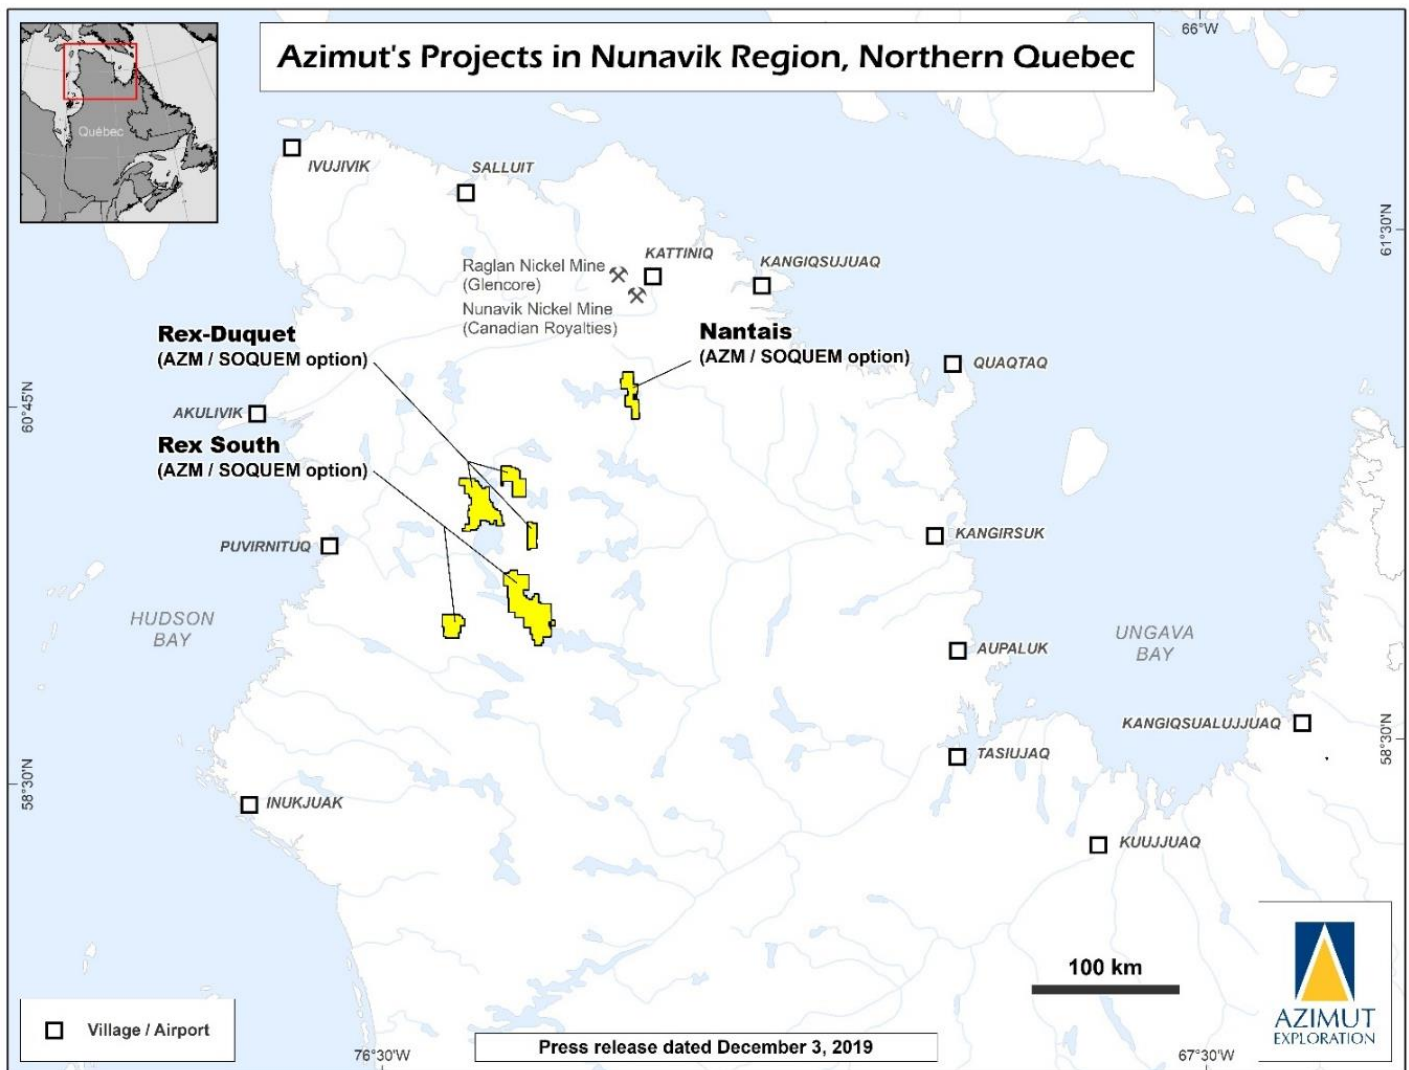 66°W
Azimut's Projects in Nunavik Region, Northern Quebec
Québec
IVUJIVIK
SALLUIT
61°30'N
KATTINIQ
KANGIQSUJUAQ
Raglan Nickel Mine
(Glencore)
Nunavik Nickel Mine
(Canadian Royalties)
Rex-Duquet
(AZM / SOQUEM option)
Nantais
(AZM / SOQUEM option)
QUAQTAQ
60°45'N
AKULIVIK
Rex South
(AZM / SOQUEM option)
PUVIRNITUQ
KANGIRSUK
HUDSON
BAY
UNGAVA
BAY
AUPALUK
KANGIQSUALUJJUAQ
58°30'N
TASIUJAQ
58°30'N
INUKJUAK
KUUJJUAQ
100 km
AZIMUT
EXPLORATION
Village / Airport
Press release dated December 3, 2019
76°30'W
67°30'W